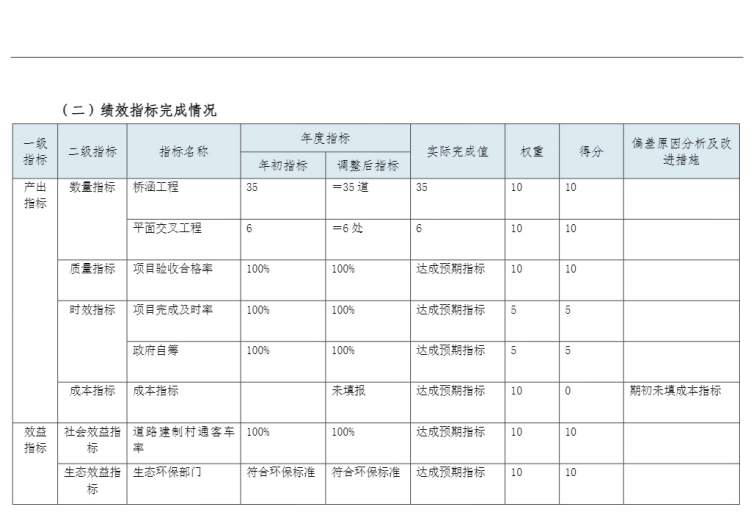 （二）绩效指标完成情况
一级指标 二级指标 指标名称 年度指标 实际完成值 权重 得分 偏差原因分析及改进措施
年初指标 调整后指标
产出指标 数量指标 桥涵工程 35 ＝35 道 35 10 10
平面交叉工程 6 ＝6 处 6 10 10
质量指标 项目验收合格率 100% 100% 达成预期指标 10 10
时效指标 项目完成及时率 100% 100% 达成预期指标 5 5
政府自筹 100% 100% 达成预期指标 5 5
成本指标 成本指标 未填报 达成预期指标 10 0 期初未填成本指标
效益指标 社会效益指标 道路建制村通客车率 100% 100% 达成预期指标 10 10
生态效益指标 生态环保部门 符合环保标准 符合环保标准 达成预期指标 10 10